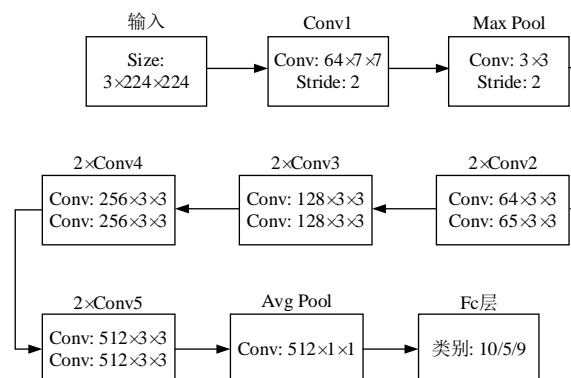 输入
Size:
3×224×224
Conv1
Conv: 64×7×7
Stride: 2
Max Pool
Conv: 3×3
Stride: 2
2×Conv4
Conv: 256×3×3
Conv: 256×3×3
2×Conv3
Conv: 128×3×3
Conv: 128×3×3
2×Conv2
Conv: 64×3×3
Conv: 65×3×3
2×Conv5
Conv: 512×3×3
Conv: 512×3×3
Avg Pool
Conv: 512×1×1
Fc层
类别: 10/5/9